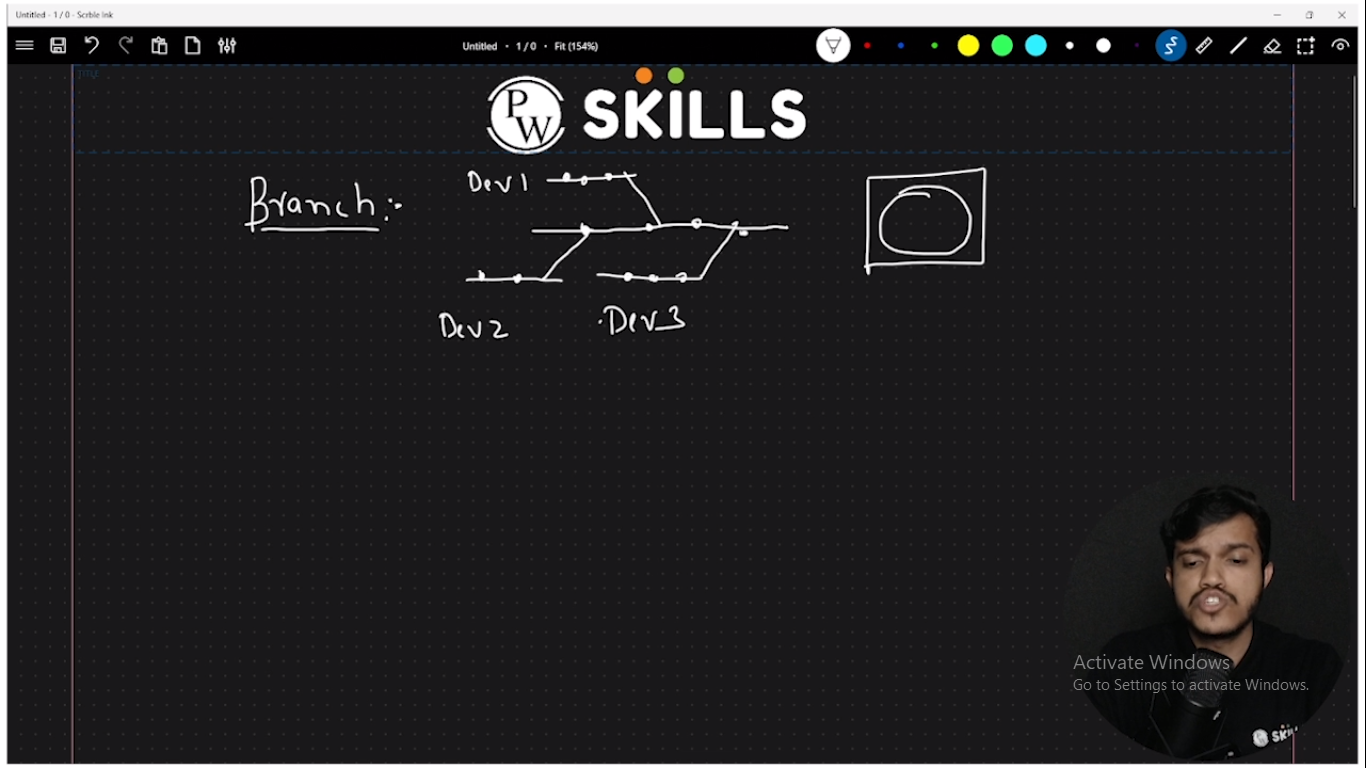 Untitled - 1 / 0 - Scrble Ink
Untitled • 1 / 0 • Fit (154%)
TITLE
PW SKILLS
Branch :-
Dev 1
Dev 2
Dev 3
Activate Windows
Go to Settings to activate Windows.